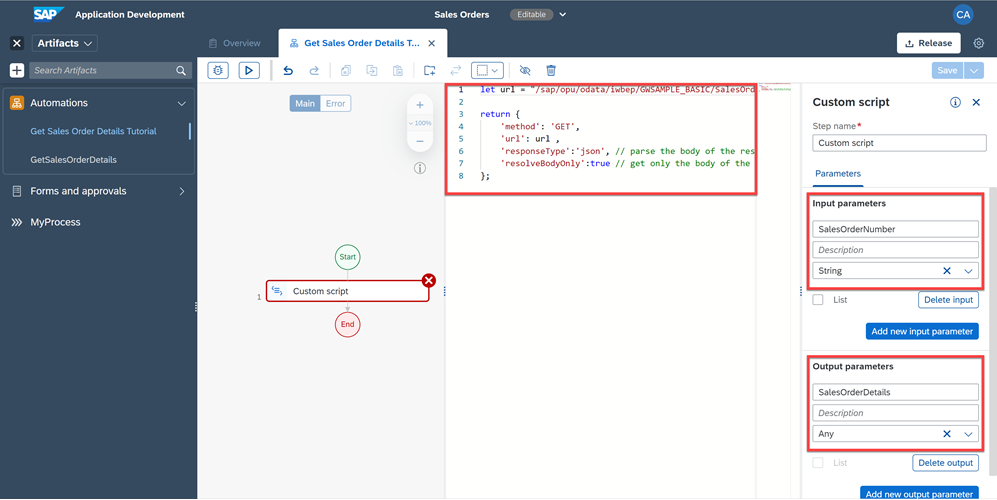 SAP Application Development
Sales Orders Editable
CA
Artifacts
Overview
Get Sales Order Details T...
Release
Search Artifacts
Save
Automations
Get Sales Order Details Tutorial
GetSalesOrderDetails
Forms and approvals
MyProcess
Main Error
100%
Start
1 Custom script
End
1 let url = "/sap/opu/odata/iwbep/GWSAMPLE_BASIC/SalesOrd
2
3 return {
4 'method': 'GET',
5 'url': url ,
6 'responseType':'json', // parse the body of the res
7 'resolveBodyOnly':true // get only the body of the
8 };
Custom script
Step name*
Custom script
Parameters
Input parameters
SalesOrderNumber
Description
String
List Delete input
Add new input parameter
Output parameters
SalesOrderDetails
Description
Any
List Delete output
Add new output parameter